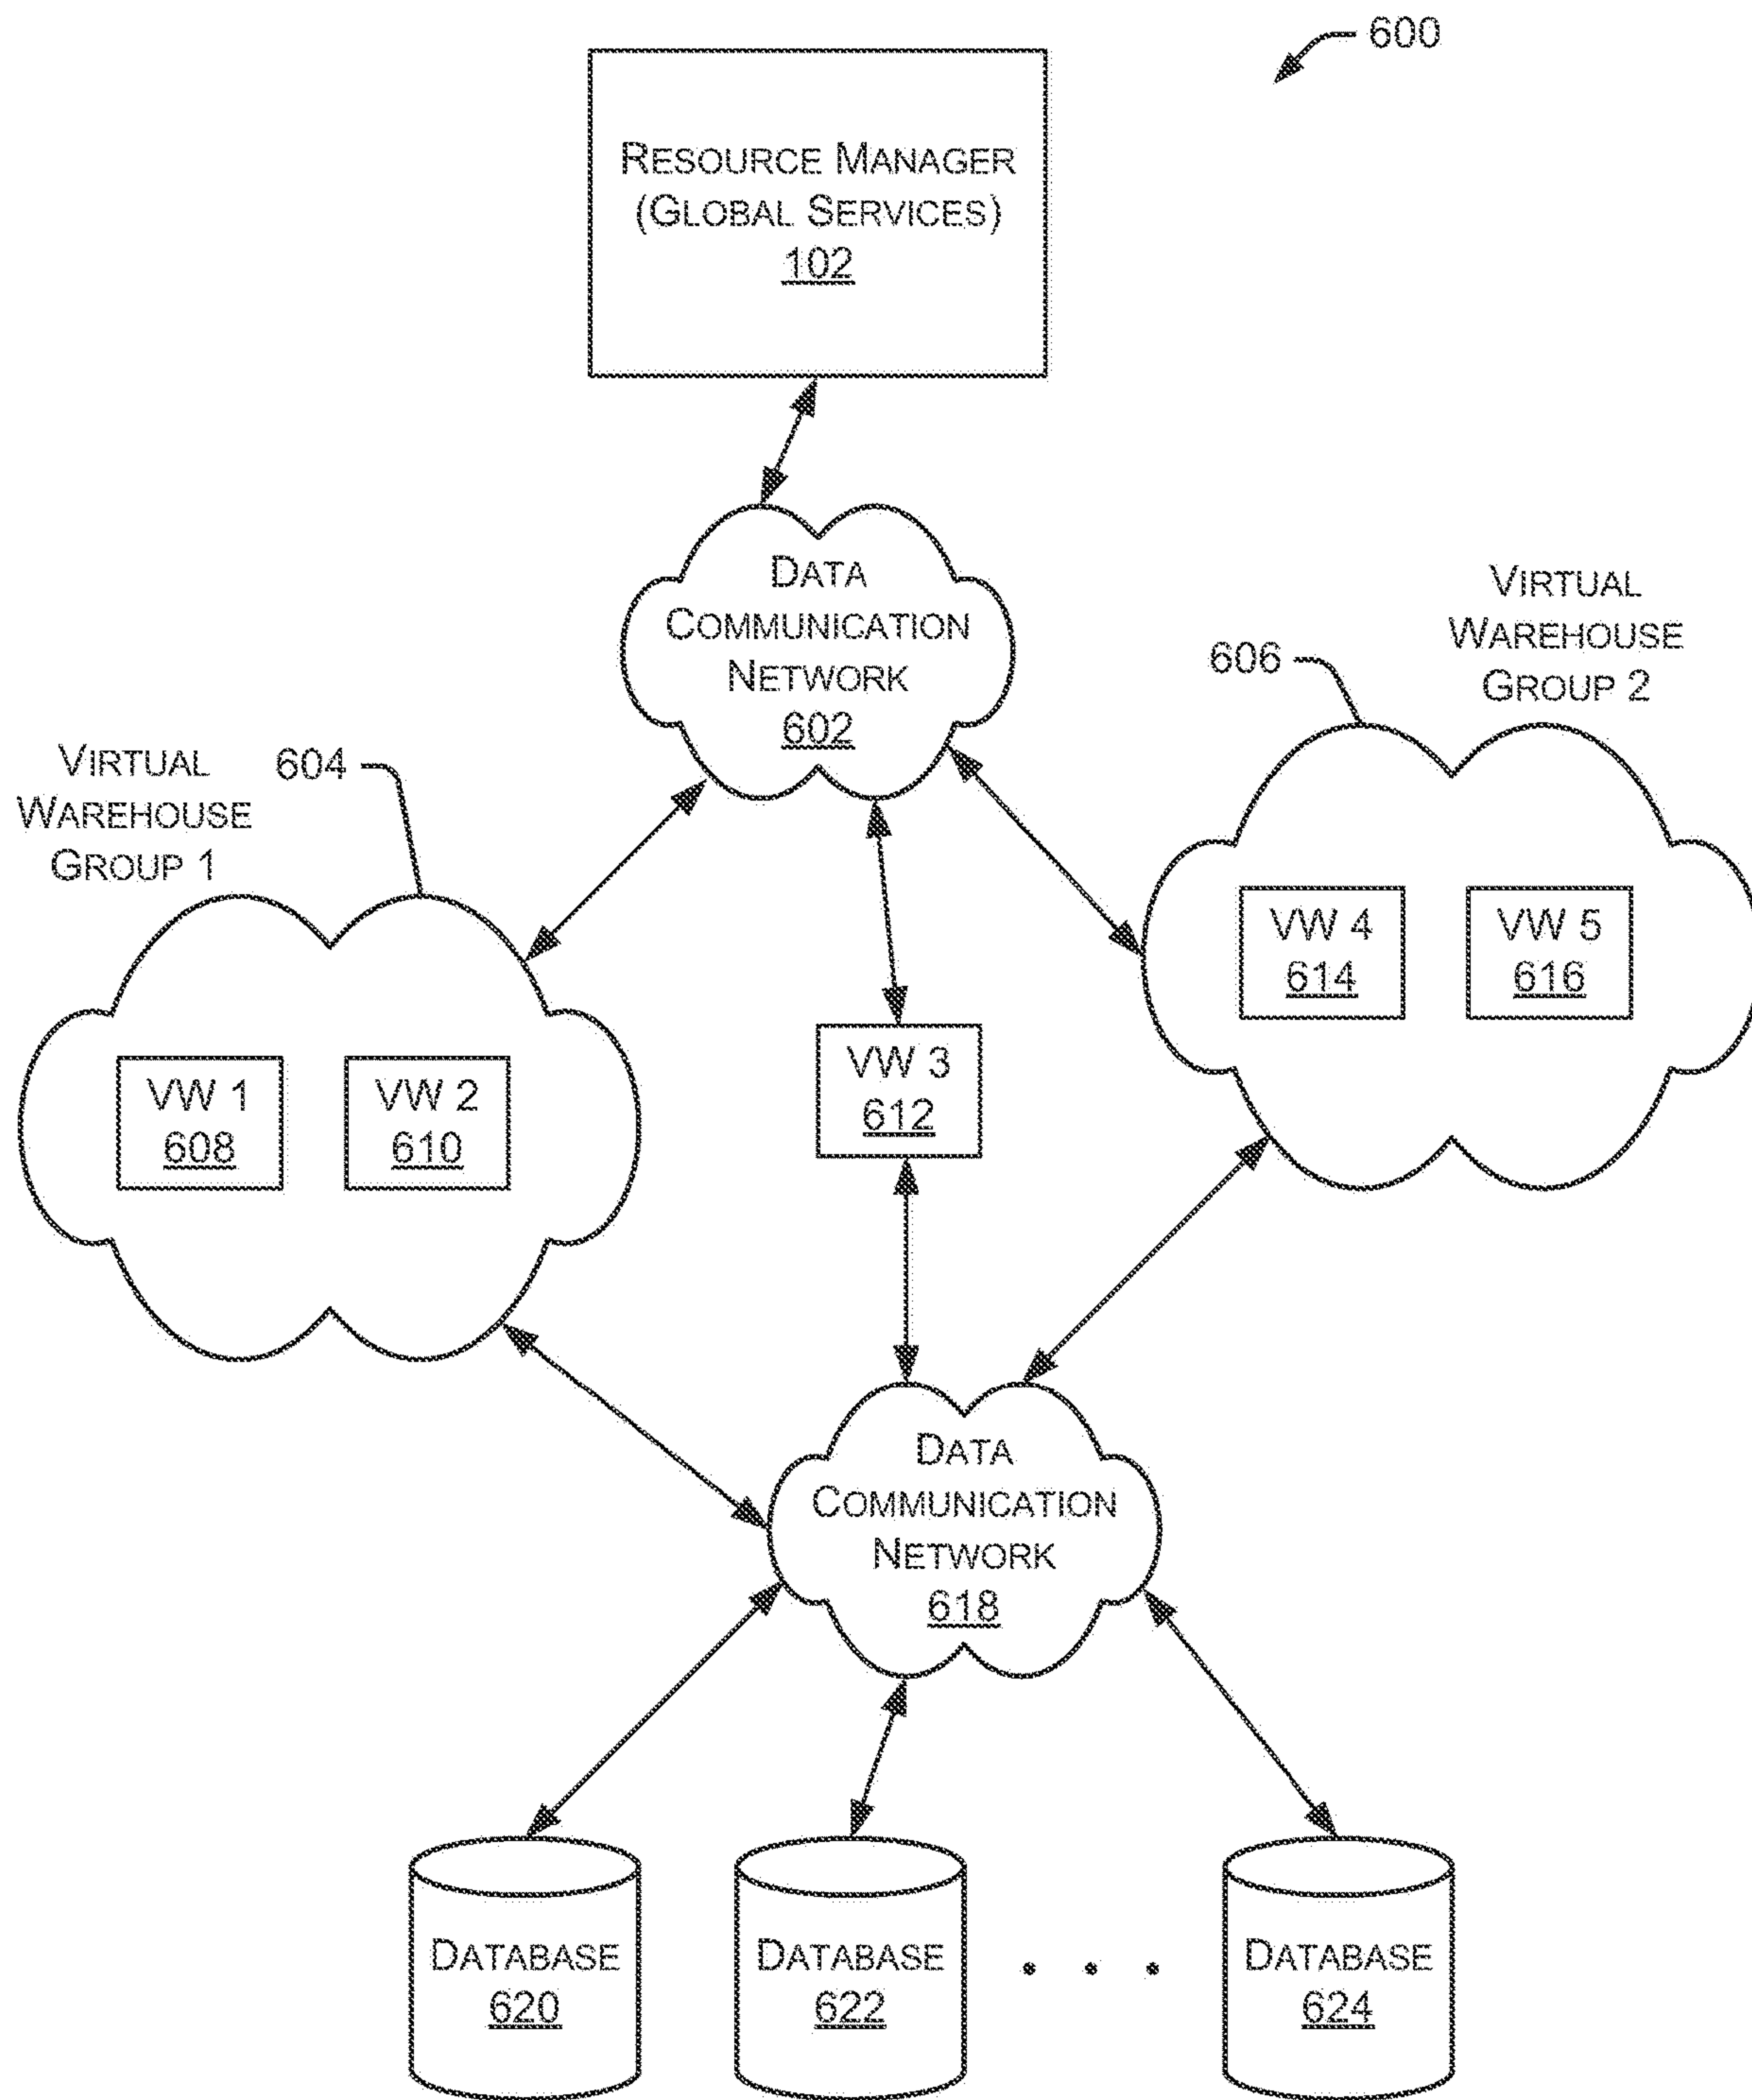 600
RESOURCE MANAGER
(GLOBAL SERVICES)
102
DATA
COMMUNICATION
NETWORK
602
VIRTUAL
WAREHOUSE
GROUP 2
606
VIRTUAL
WAREHOUSE
GROUP 1
604
VW 4
614
VW 5
616
VW 3
612
VW 1
608
VW 2
610
DATA
COMMUNICATION
NETWORK
618
DATABASE
620
DATABASE
622
. . .
DATABASE
624